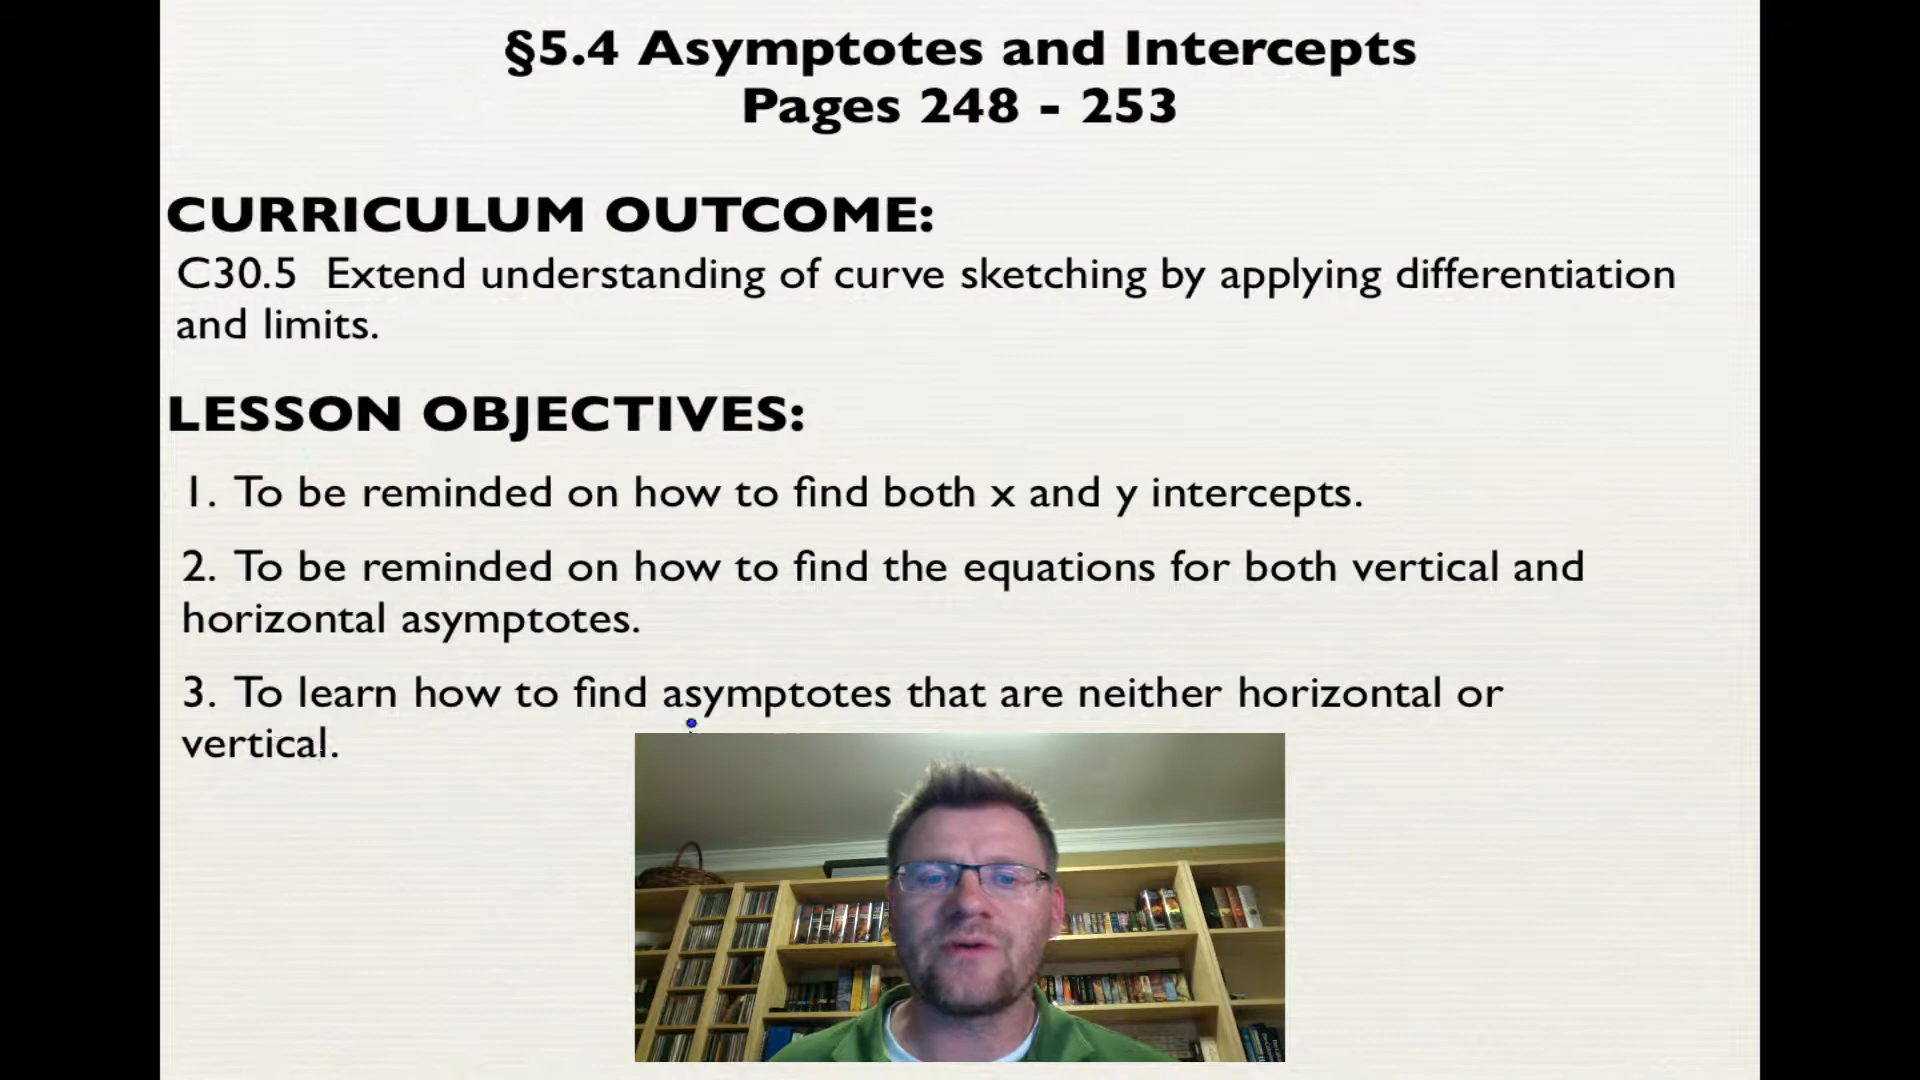 §5.4 Asymptotes and Intercepts
Pages 248 - 253
CURRICULUM OUTCOME:
C30.5 Extend understanding of curve sketching by applying differentiation
and limits.
LESSON OBJECTIVES:
1. To be reminded on how to find both x and y intercepts.
2. To be reminded on how to find the equations for both vertical and
horizontal asymptotes.
3. To learn how to find asymptotes that are neither horizontal or
vertical.